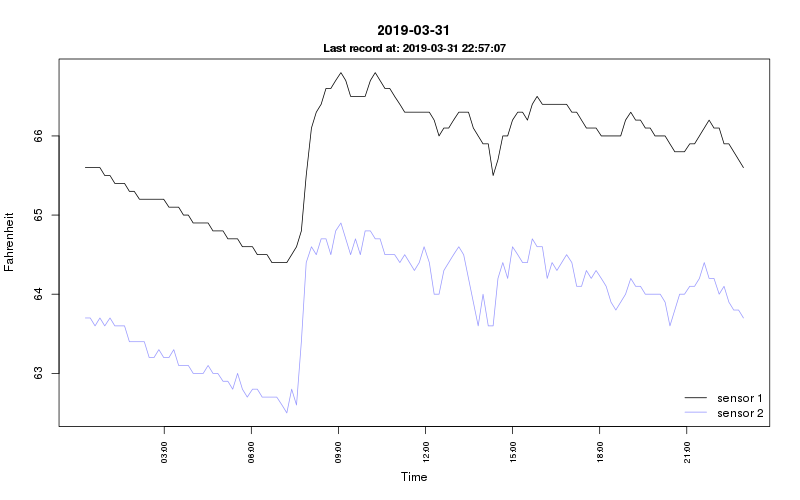 2019-03-31
Last record at: 2019-03-31 22:57:07
Fahrenheit
66
65
64
63
sensor 1
sensor 2
03:00
06:00
09:00
12:00
15:00
18:00
21:00
Time